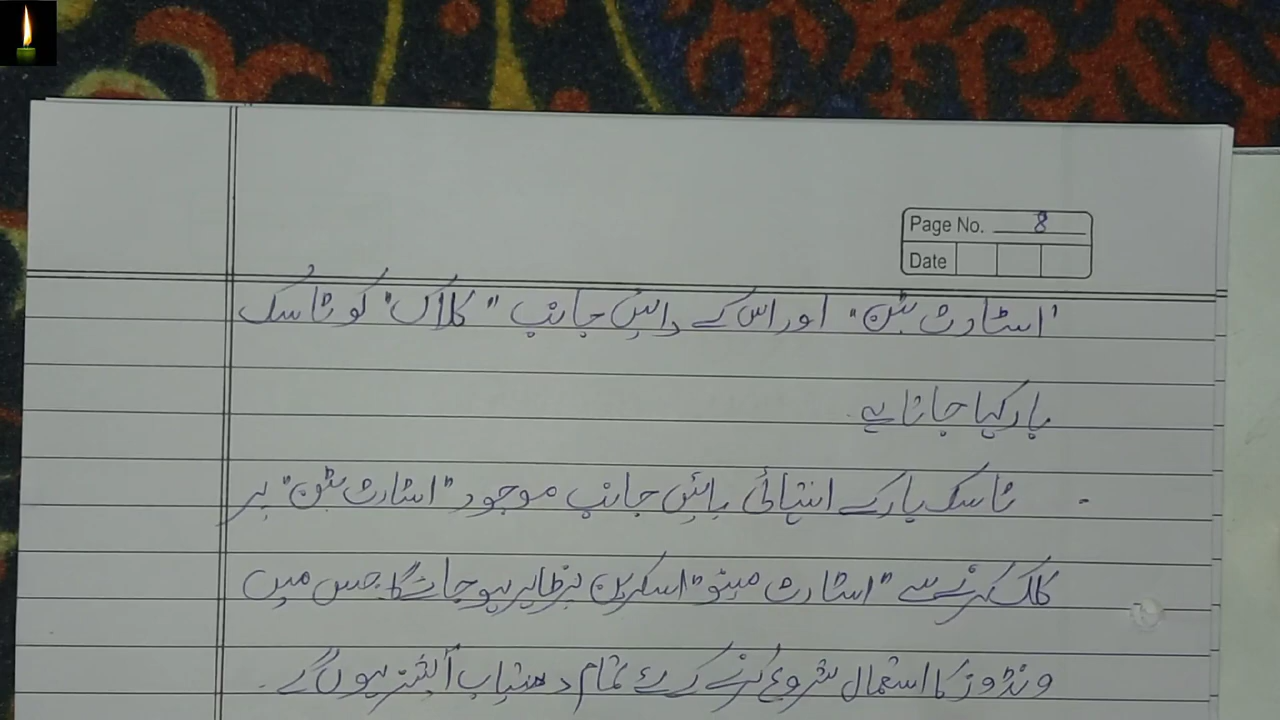 Page No. 8
Date
"اسٹارٹ بٹن" اور اس کے دائیں جانب "کلاک" کو ٹاسک
بار کہا جاتا ہے۔
- ٹاسک بار کے انتہائی بائیں جانب موجود "اسٹارٹ بٹن" پر
کلک کرنے سے "اسٹارٹ مینو" اسکرین پر ظاہر ہو جائے گا جس میں
ونڈوز کا استعمال شروع کرنے کے لئے تمام دستیاب آپشنز ہوں گے۔